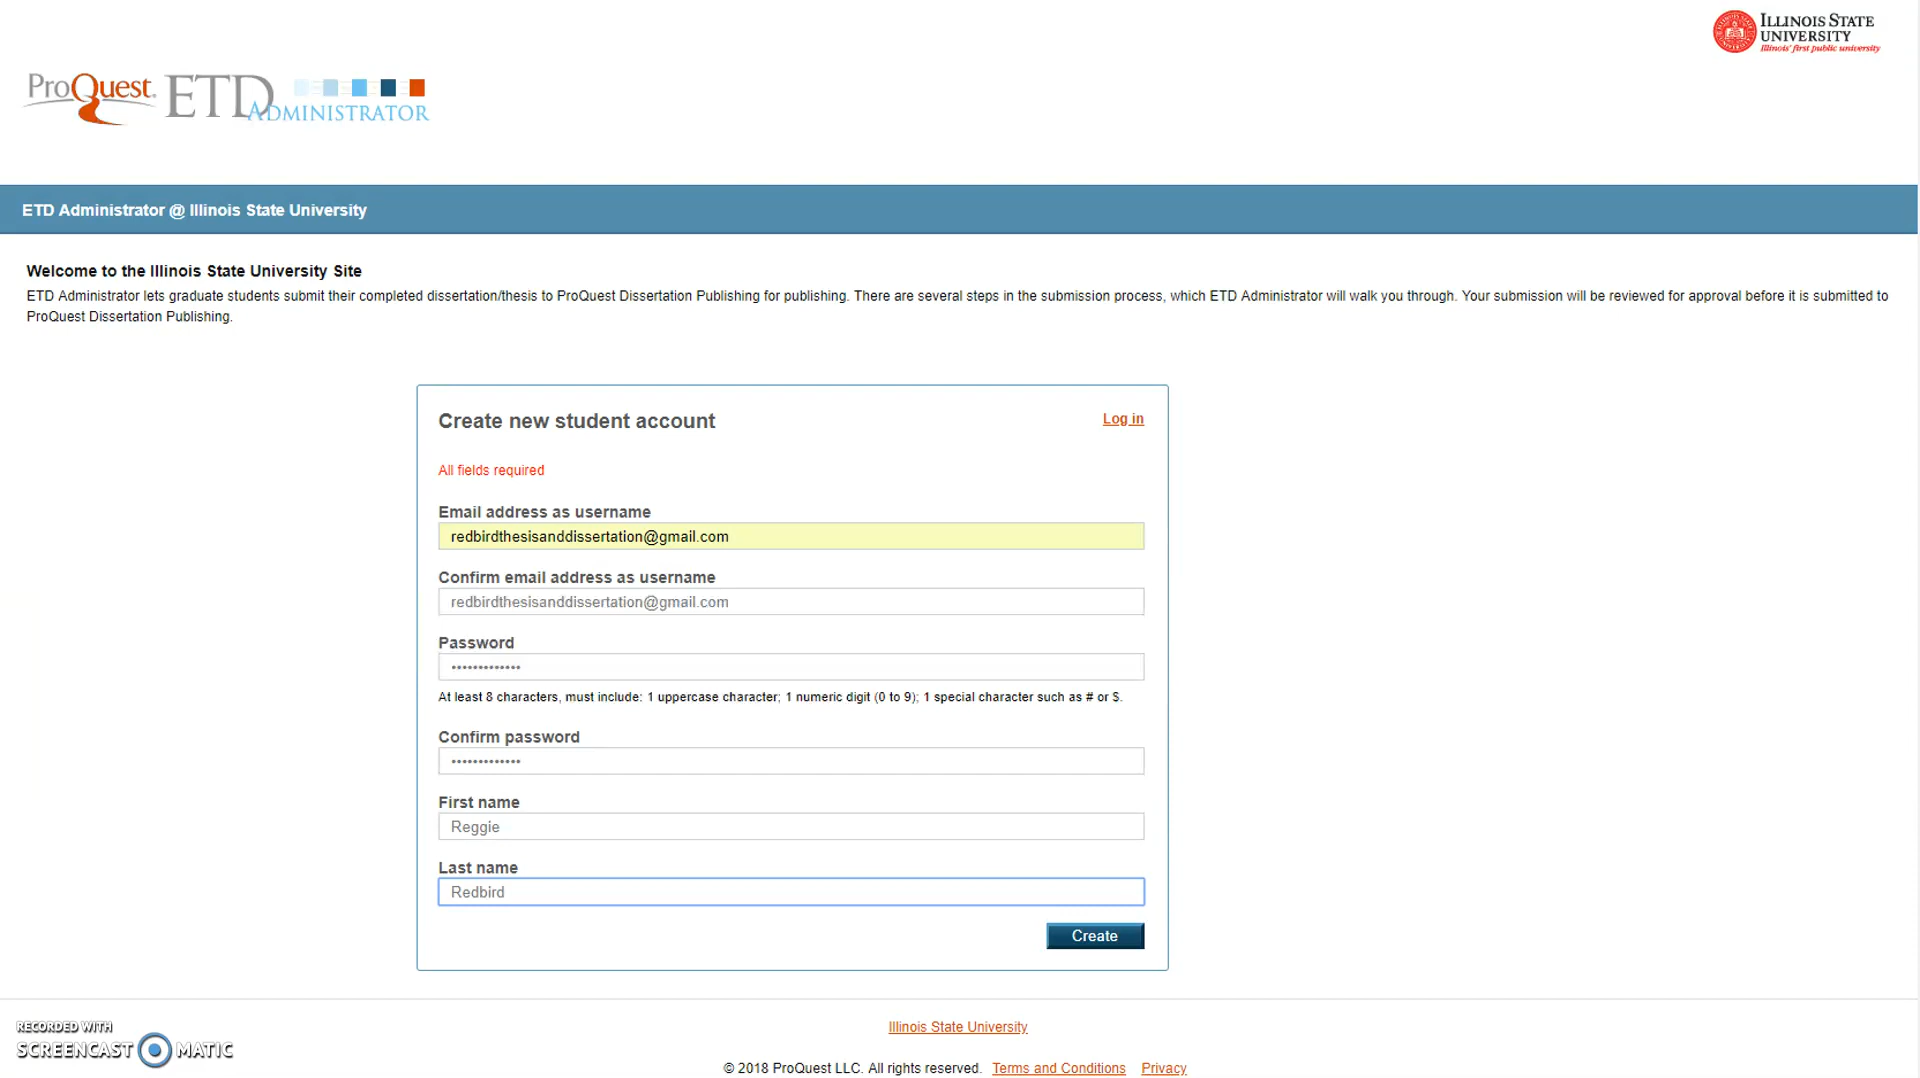 ILLINOIS STATE
UNIVERSITY
Illinois' first public university
ProQuest ETD ADMINISTRATOR
ETD Administrator @ Illinois State University
Welcome to the Illinois State University Site
ETD Administrator lets graduate students submit their completed dissertation/thesis to ProQuest Dissertation Publishing for publishing. There are several steps in the submission process, which ETD Administrator will walk you through. Your submission will be reviewed for approval before it is submitted to
ProQuest Dissertation Publishing.
Create new student account
Log in
All fields required
Email address as username
redbirdthesisanddissertation@gmail.com
Confirm email address as username
redbirdthesisanddissertation@gmail.com
Password
•••••••••••••
At least 8 characters, must include: 1 uppercase character; 1 numeric digit (0 to 9); 1 special character such as # or $.
Confirm password
•••••••••••••
First name
Reggie
Last name
Redbird
Create
Illinois State University
© 2018 ProQuest LLC. All rights reserved. Terms and Conditions Privacy
RECORDED WITH
SCREENCAST MATIC